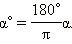 α° = 180°/π α.